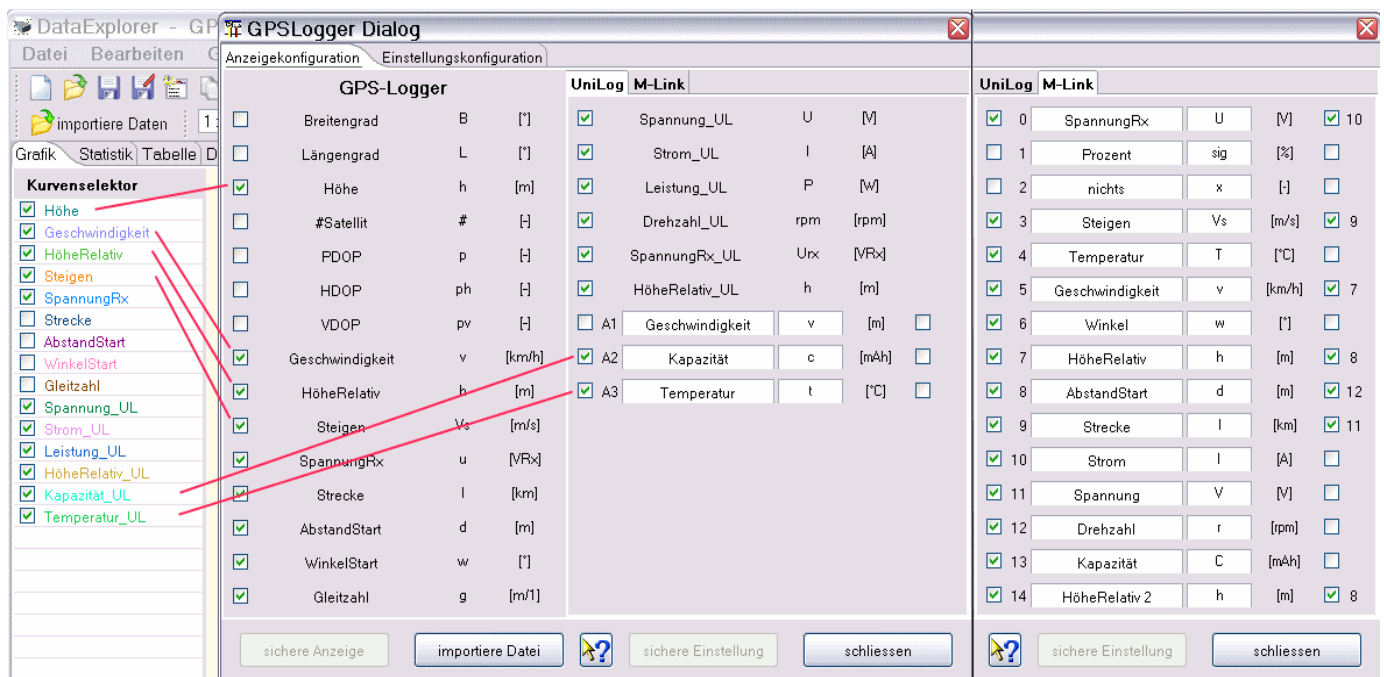 DataExplorer - GP
Datei Bearbeiten G
importiere Daten 1
Grafik Statistik Tabelle D
Kurvenselektor
Höhe
Geschwindigkeit
HöheRelativ
Steigen
SpannungRx
Strecke
AbstandStart
WinkelStart
Gleitzahl
Spannung_UL
Strom_UL
Leistung_UL
HöheRelativ_UL
Kapazität_UL
Temperatur_UL
GPSLogger Dialog
Anzeigekonfiguration Einstellungskonfiguration
GPS-Logger
Breitengrad B [°]
Längengrad L [°]
Höhe h [m]
#Satellit # [-]
PDOP p [-]
HDOP ph [-]
VDOP pv [-]
Geschwindigkeit v [km/h]
HöheRelativ h [m]
Steigen Vs [m/s]
SpannungRx u [VRx]
Strecke l [km]
AbstandStart d [m]
WinkelStart w [°]
Gleitzahl g [m/1]
sichere Anzeige importiere Datei
UniLog M-Link
Spannung_UL U [V]
Strom_UL I [A]
Leistung_UL P [W]
Drehzahl_UL rpm [rpm]
SpannungRx_UL Urx [VRx]
HöheRelativ_UL h [m]
A1 Geschwindigkeit v [m]
A2 Kapazität c [mAh]
A3 Temperatur t [°C]
? sichere Einstellung schliessen
UniLog M-Link
0 SpannungRx U [V] 10
1 Prozent sig [%]
2 nichts x [-]
3 Steigen Vs [m/s] 9
4 Temperatur T [°C]
5 Geschwindigkeit v [km/h] 7
6 Winkel w [°]
7 HöheRelativ h [m] 8
8 AbstandStart d [m] 12
9 Strecke l [km] 11
10 Strom I [A]
11 Spannung V [V]
12 Drehzahl r [rpm]
13 Kapazität C [mAh]
14 HöheRelativ 2 h [m] 8
? sichere Einstellung schliessen